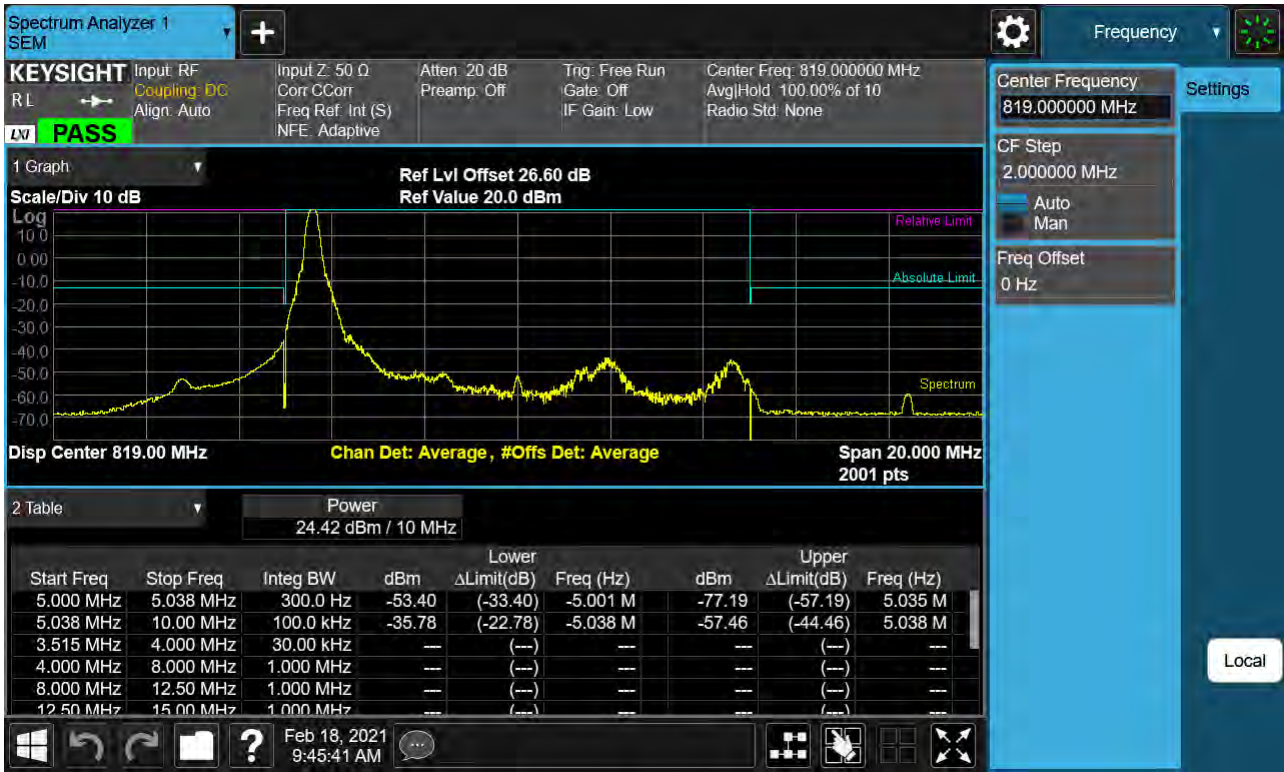 Spectrum Analyzer 1
SEM
Frequency
KEYSIGHT
RL
LXI PASS
Input: RF
Coupling: DC
Align: Auto
Input Z: 50 Ω
Corr CCorr
Freq Ref: Int (S)
NFE: Adaptive
Atten: 20 dB
Preamp: Off
Trig: Free Run
Gate: Off
IF Gain: Low
Center Freq: 819.000000 MHz
Avg|Hold: 100.00% of 10
Radio Std: None
Center Frequency
819.000000 MHz
Settings
CF Step
2.000000 MHz
Auto
Man
Freq Offset
0 Hz
Local
1 Graph
Scale/Div 10 dB
Ref Lvl Offset 26.60 dB
Ref Value 20.0 dBm
Log
10.0
0.00
-10.0
-20.0
-30.0
-40.0
-50.0
-60.0
-70.0
Relative Limit
Absolute Limit
Spectrum
Disp Center 819.00 MHz
Chan Det: Average, #Offs Det: Average
Span 20.000 MHz
2001 pts
2 Table
Power
24.42 dBm / 10 MHz
Lower Upper
Start Freq Stop Freq Integ BW dBm ΔLimit(dB) Freq (Hz) dBm ΔLimit(dB) Freq (Hz)
5.000 MHz 5.038 MHz 300.0 Hz -53.40 (-33.40) -5.001 M -77.19 (-57.19) 5.035 M
5.038 MHz 10.00 MHz 100.0 kHz -35.78 (-22.78) -5.038 M -57.46 (-44.46) 5.038 M
3.515 MHz 4.000 MHz 30.00 kHz --- (---) --- --- (---) ---
4.000 MHz 8.000 MHz 1.000 MHz --- (---) --- --- (---) ---
8.000 MHz 12.50 MHz 1.000 MHz --- (---) --- --- (---) ---
12.50 MHz 15.00 MHz 1.000 MHz --- (---) --- --- (---) ---
Feb 18, 2021
9:45:41 AM